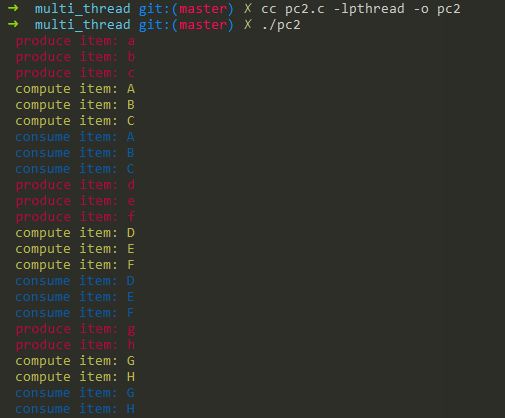 ➜  multi_thread git:(master) ✗ cc pc2.c -lpthread -o pc2
➜  multi_thread git:(master) ✗ ./pc2
produce item: a
produce item: b
produce item: c
compute item: A
compute item: B
compute item: C
consume item: A
consume item: B
consume item: C
produce item: d
produce item: e
produce item: f
compute item: D
compute item: E
compute item: F
consume item: D
consume item: E
consume item: F
produce item: g
produce item: h
compute item: G
compute item: H
consume item: G
consume item: H